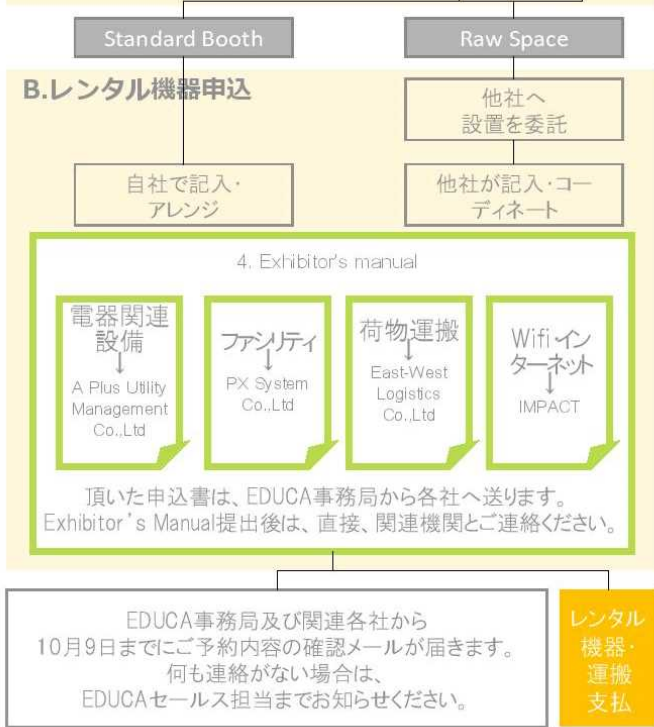 Standard Booth
Raw Space
B.レンタル機器申込
他社へ
設置を委託
自社で記入・
アレンジ
他社が記入・コー
ディネート
4. Exhibitor's manual
電器関連
設備
↓
A Plus Utility
Management
Co.,Ltd
ファシリティ
↓
PX System
Co.,Ltd
荷物運搬
↓
East-West
Logistics
Co.,Ltd
Wifiイン
ターネット
↓
IMPACT
頂いた申込書は、EDUCA事務局から各社へ送ります。
Exhibitor's Manual提出後は、直接、関連機関とご連絡ください。
EDUCA事務局及び関連各社から
10月9日までにご予約内容の確認メールが届きます。
何も連絡がない場合は、
EDUCAセールス担当までお知らせください。
レンタル
機器・
運搬
支払